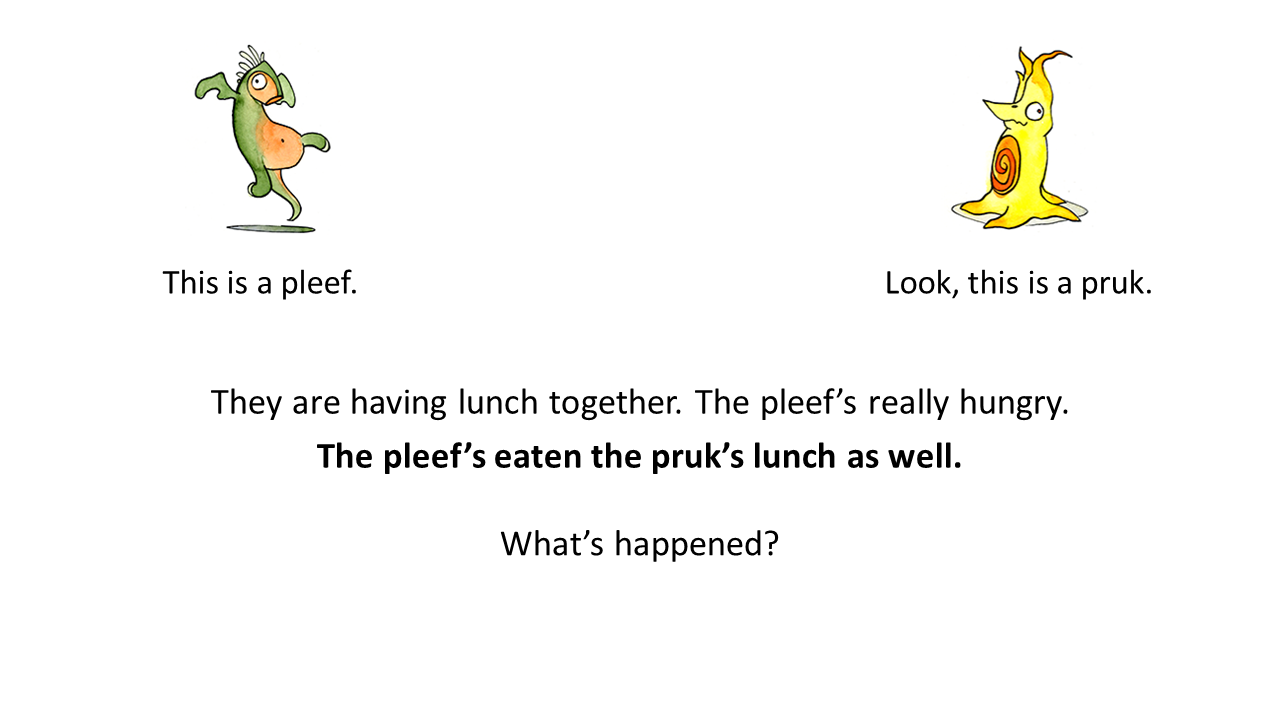 This is a pleef.
Look, this is a pruk.
They are having lunch together. The pleef’s really hungry.
The pleef’s eaten the pruk’s lunch as well.
What’s happened?